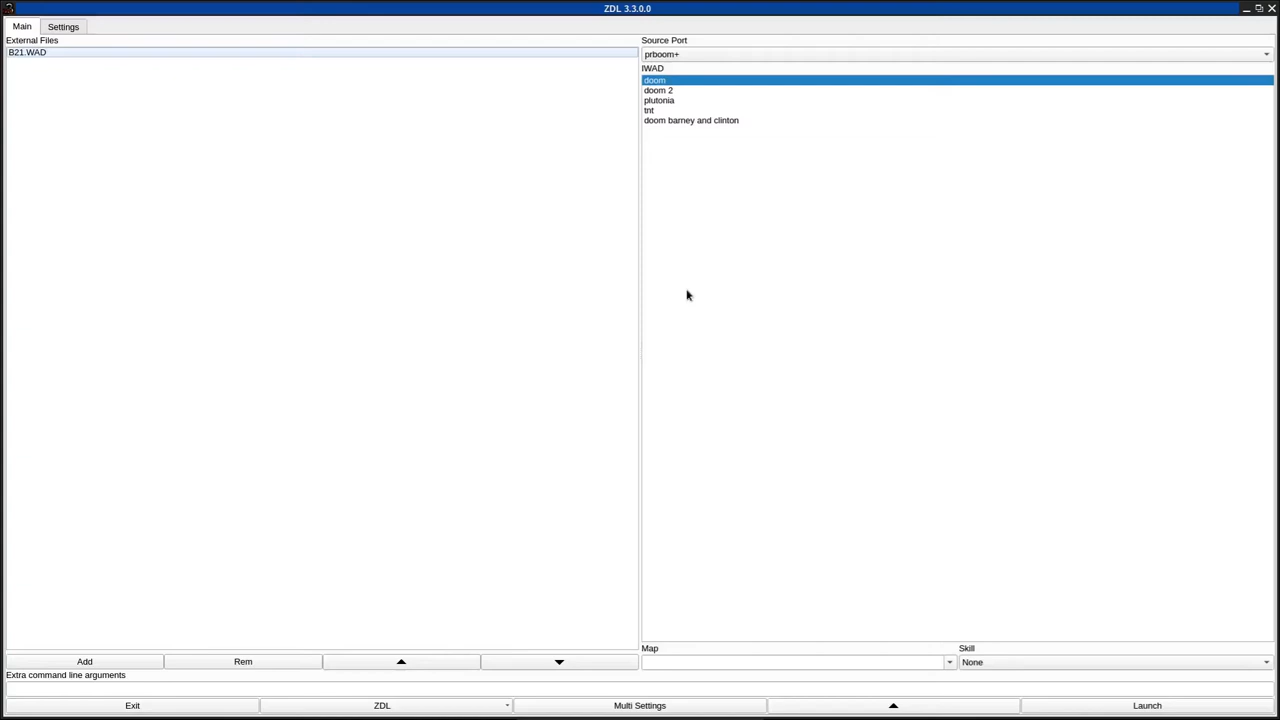 ZDL 3.3.0.0
Main
Settings
External Files
B21.WAD
Source Port
prboom+
IWAD
doom
doom 2
plutonia
tnt
doom barney and clinton
Map
Skill
None
Add
Rem
Extra command line arguments
Exit
ZDL
Multi Settings
Launch